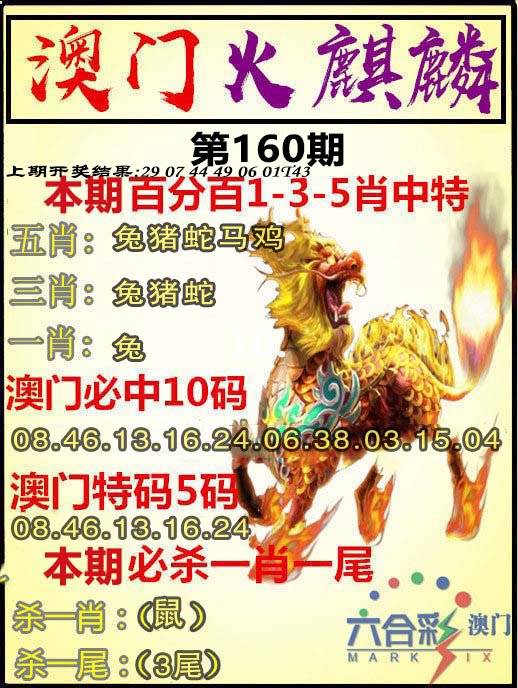 澳门火麒麟
第160期
上期开奖结果:29 07 44 49 06 01T43
本期百分百1-3-5肖中特
五肖:兔猪蛇马鸡
三肖:兔猪蛇
一肖:兔
澳门必中10码
08.46.13.16.24.06.38.03.15.04
澳门特码5码
08.46.13.16.24
本期必杀一肖一尾
杀一肖:(鼠)
杀一尾:(3尾)
六合彩 澳门
MARK SIX